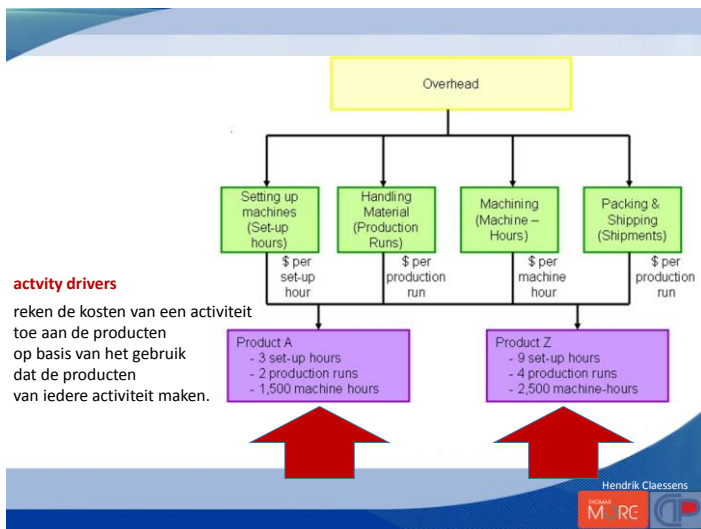 Overhead
Setting up
machines
(Set-up
hours)
Handling
Material
(Production
Runs)
Machining
(Machine –
Hours)
Packing &
Shipping
(Shipments)
$ per
set-up
hour
$ per
production
run
$ per
machine
hour
$ per
production
run
actvity drivers
reken de kosten van een activiteit
toe aan de producten
op basis van het gebruik
dat de producten
van iedere activiteit maken.
Product A
- 3 set-up hours
- 2 production runs
- 1,500 machine hours
Product Z
- 9 set-up hours
- 4 production runs
- 2,500 machine-hours
Hendrik Claessens
THOMAS
MORE